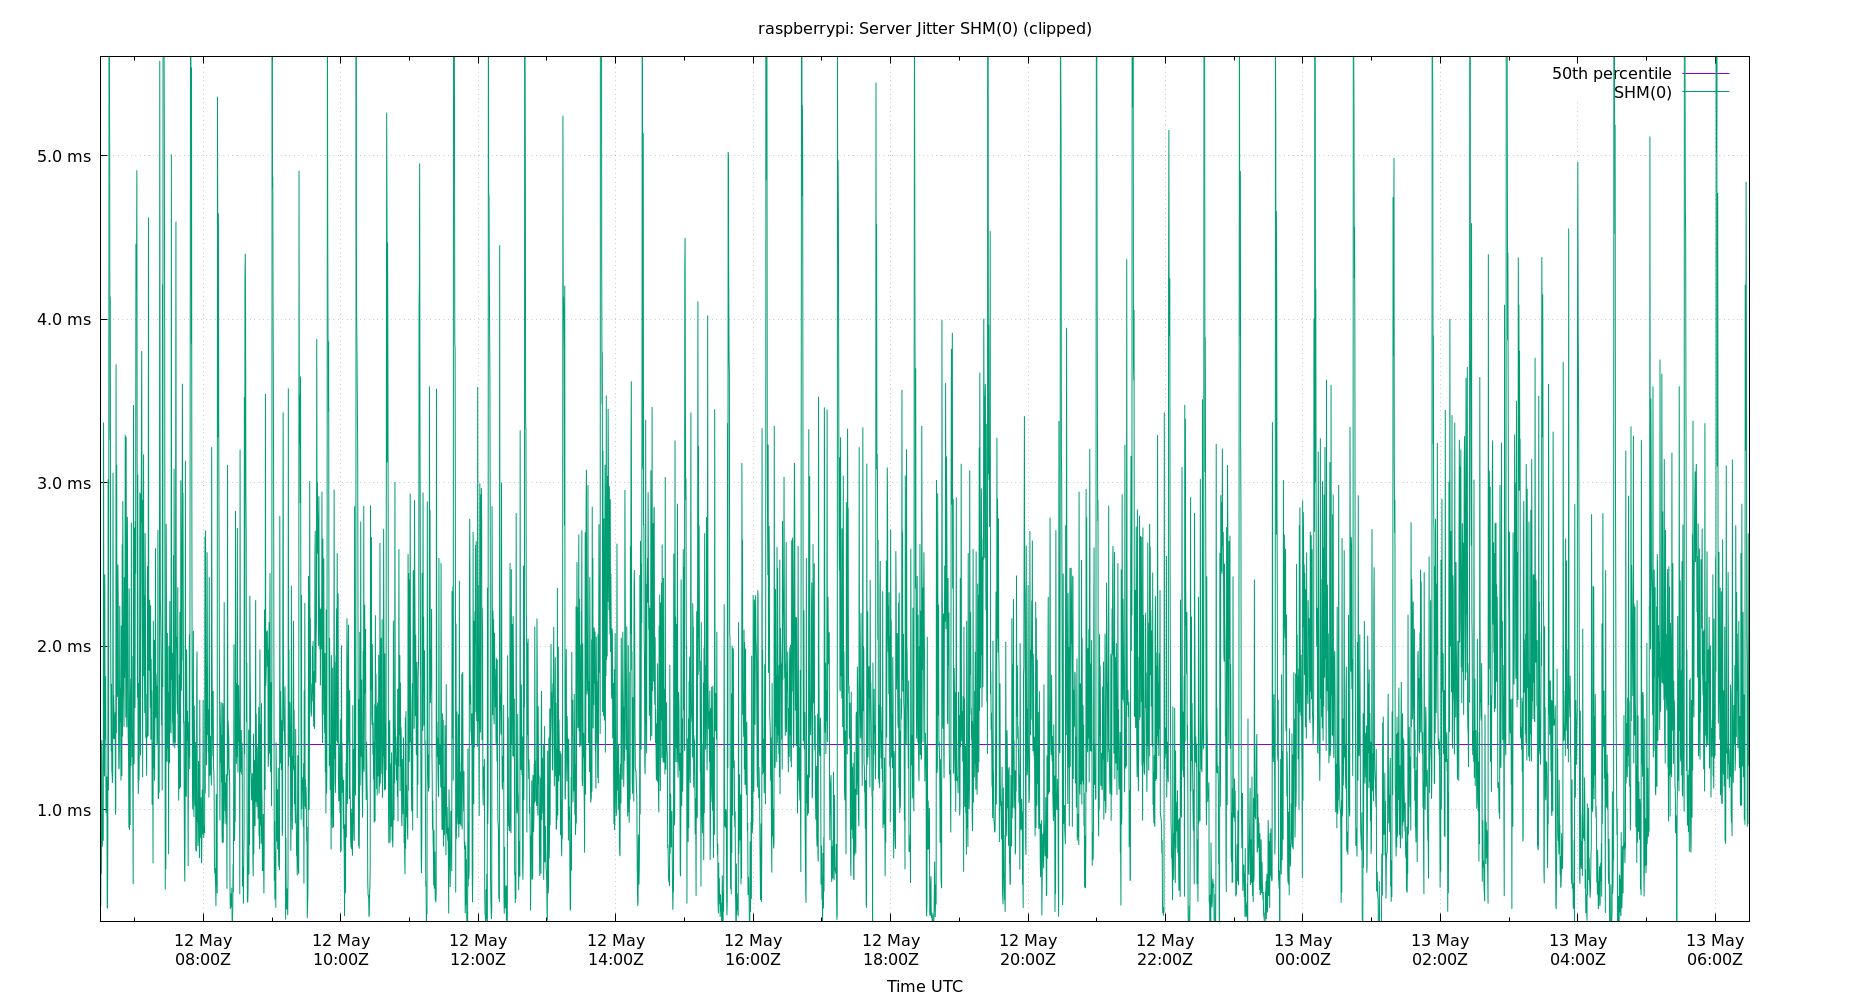 raspberrypi: Server Jitter SHM(0) (clipped)
50th percentile
SHM(0)
5.0 ms
4.0 ms
3.0 ms
2.0 ms
1.0 ms
12 May 12 May 12 May 12 May 12 May 12 May 12 May 12 May 13 May 13 May 13 May 13 May
08:00Z 10:00Z 12:00Z 14:00Z 16:00Z 18:00Z 20:00Z 22:00Z 00:00Z 02:00Z 04:00Z 06:00Z
Time UTC